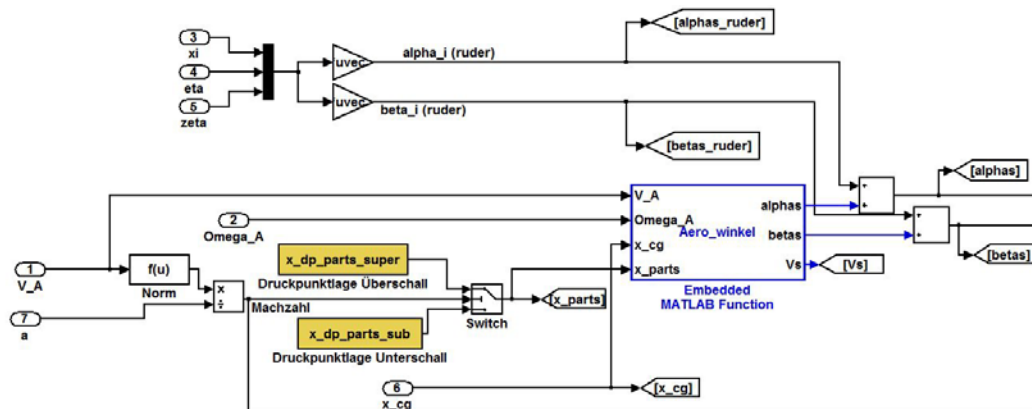 [alphas_ruder]
3
xi
uvec
alpha_i (ruder)
4
eta
uvec
beta_i (ruder)
5
zeta
[betas_ruder]
[alphas]
V_A
alphas
2
Omega_A
Omega_A
Aero_winkel
betas
x_cg
x_dp_parts_super
Druckpunktlage Überschall
x_parts
Vs
[Vs]
[betas]
1
V_A
f(u)
Norm
Embedded
MATLAB Function
x
÷
Machzahl
[x_parts]
Switch
7
a
x_dp_parts_sub
Druckpunktlage Unterschall
6
x_cg
[x_cg]